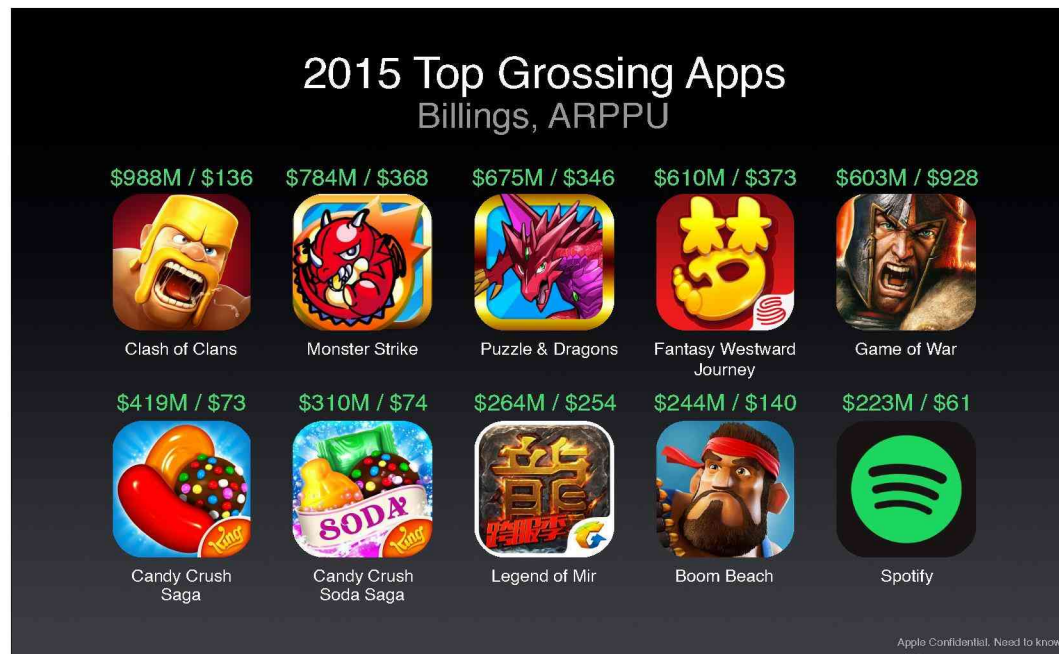 2015 Top Grossing Apps
Billings, ARPPU
$988M / $136
$784M / $368
$675M / $346
$610M / $373
$603M / $928
梦
Clash of Clans
Monster Strike
Puzzle & Dragons
Fantasy Westward
Journey
Game of War
$419M / $73
$310M / $74
$264M / $254
$244M / $140
$223M / $61
King
SODA
King
Candy Crush
Saga
Candy Crush
Soda Saga
Legend of Mir
Boom Beach
Spotify
Apple Confidential. Need to know